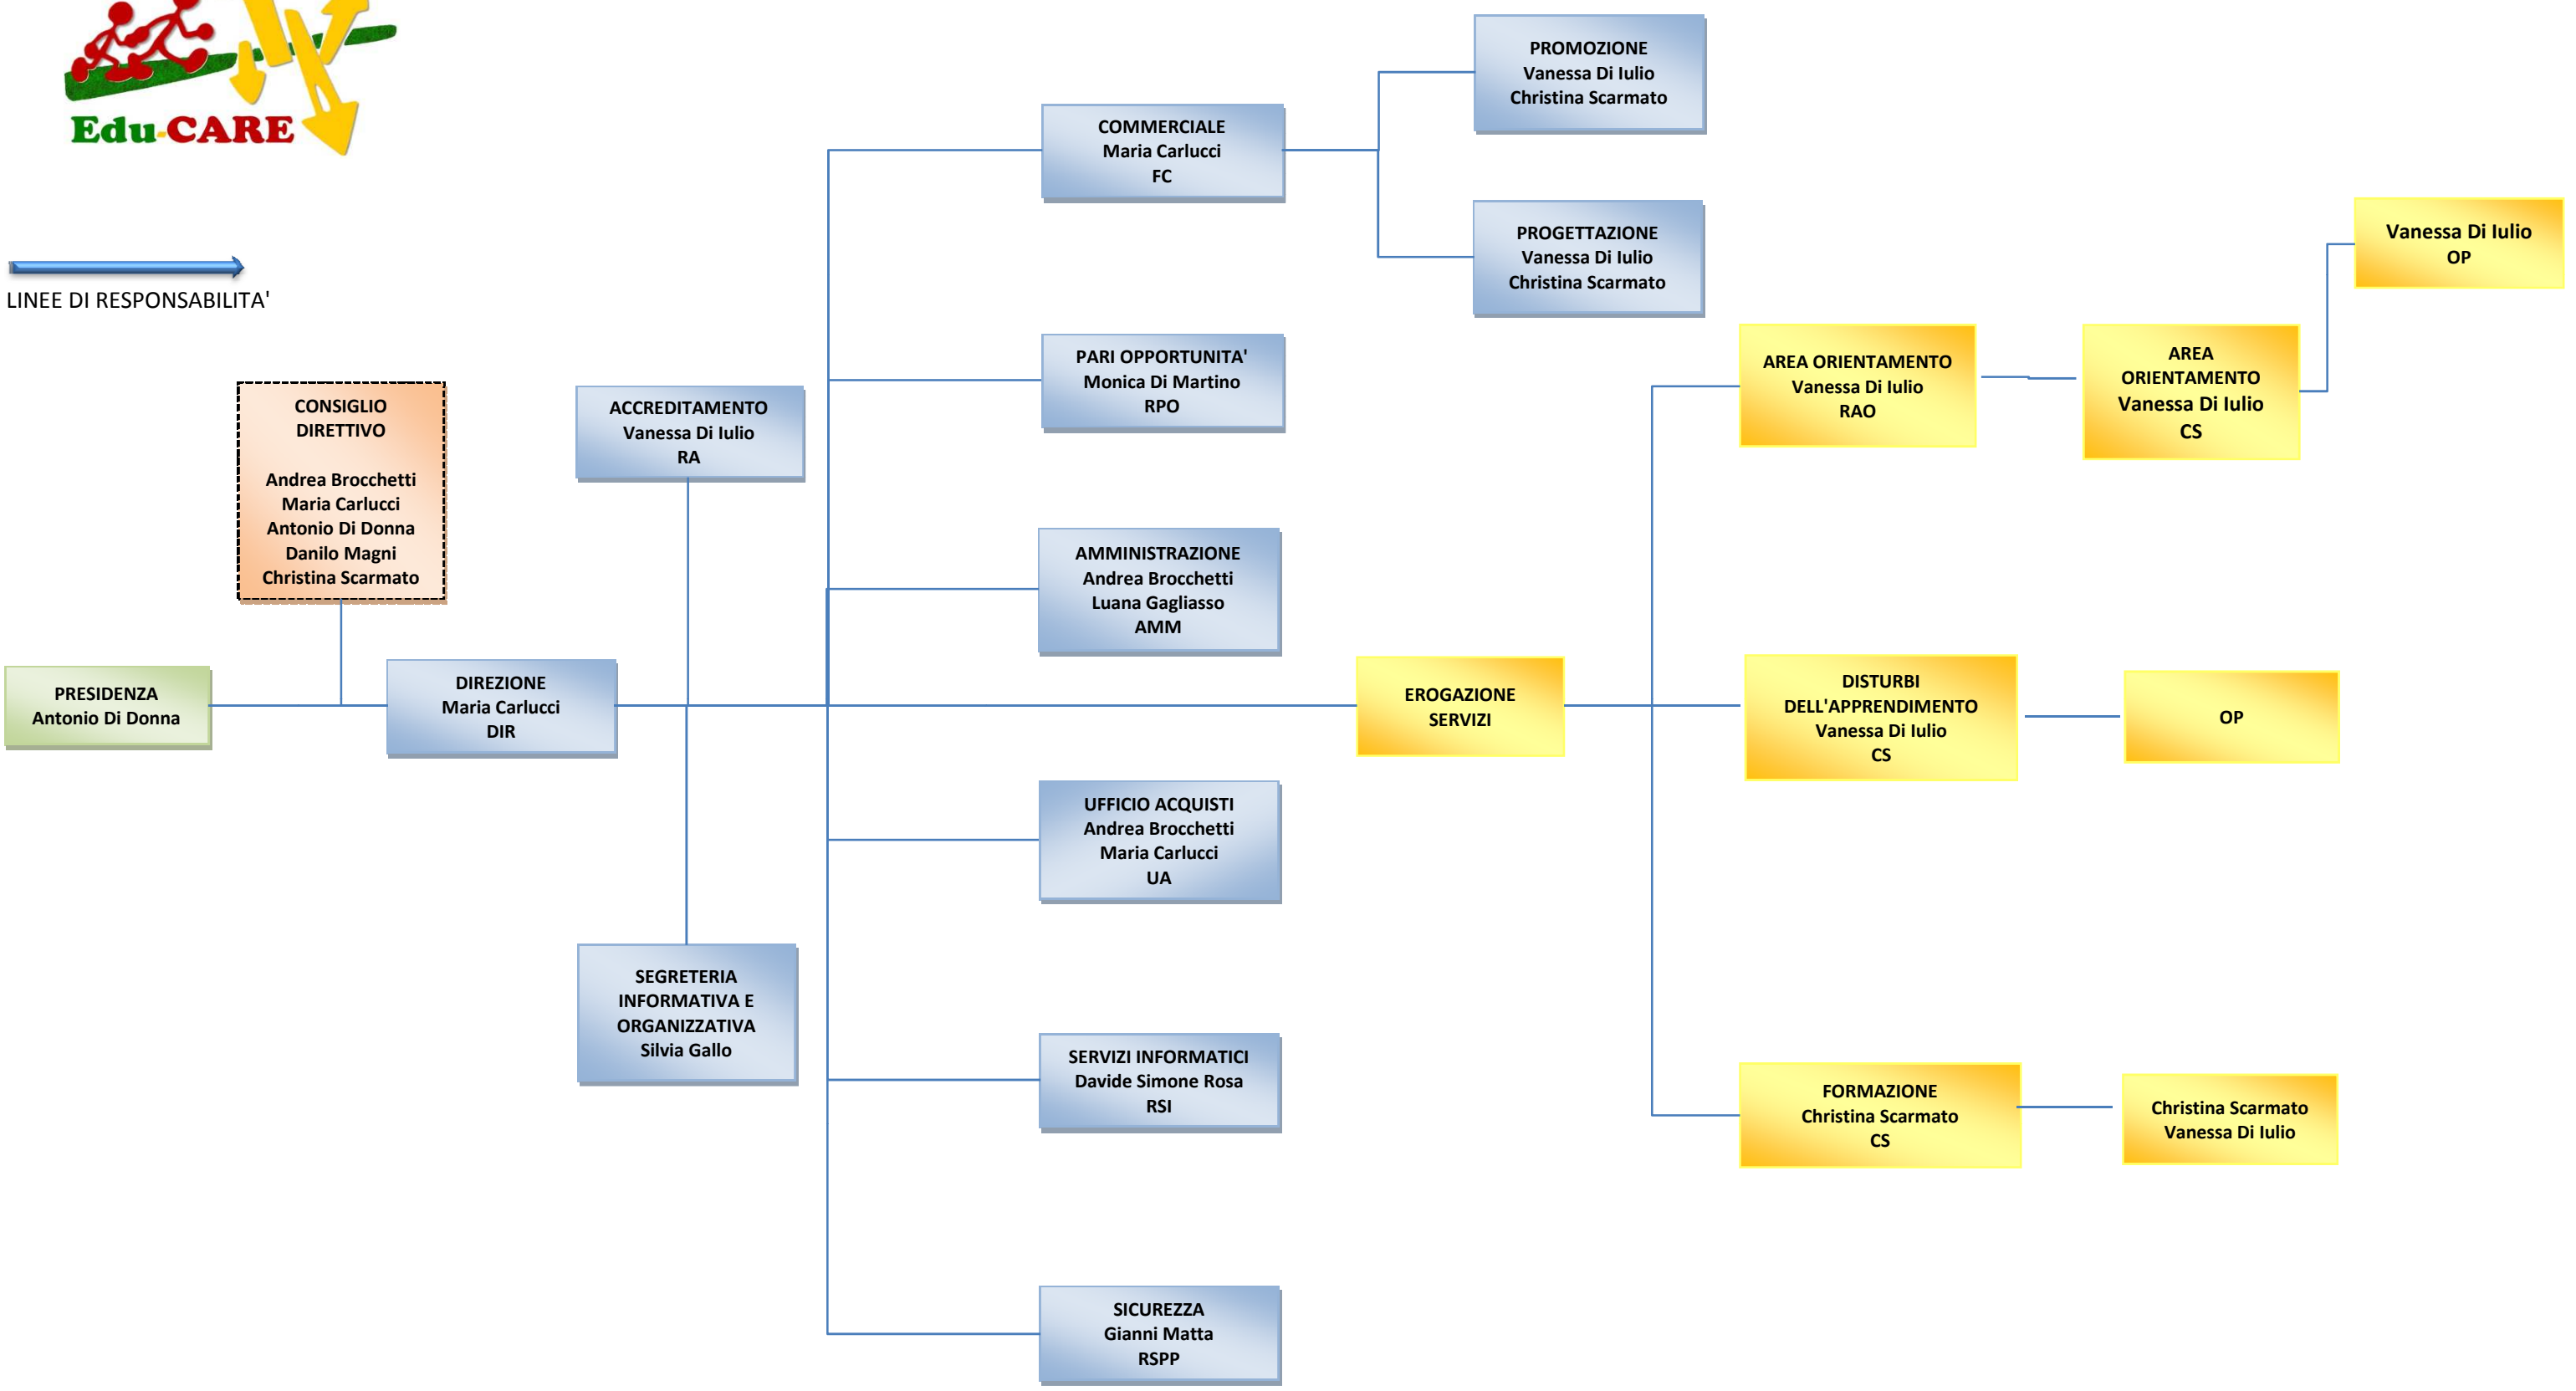 Edu-CARE
LINEE DI RESPONSABILITA'
PRESIDENZA
Antonio Di Donna
CONSIGLIO
DIRETTIVO
Andrea Brocchetti
Maria Carlucci
Antonio Di Donna
Danilo Magni
Christina Scarmato
DIREZIONE
Maria Carlucci
DIR
ACCREDITAMENTO
Vanessa Di Iulio
RA
SEGRETERIA
INFORMATIVA E
ORGANIZZATIVA
Silvia Gallo
COMMERCIALE
Maria Carlucci
FC
PROMOZIONE
Vanessa Di Iulio
Christina Scarmato
PROGETTAZIONE
Vanessa Di Iulio
Christina Scarmato
PARI OPPORTUNITA'
Monica Di Martino
RPO
AMMINISTRAZIONE
Andrea Brocchetti
Luana Gagliasso
AMM
UFFICIO ACQUISTI
Andrea Brocchetti
Maria Carlucci
UA
SERVIZI INFORMATICI
Davide Simone Rosa
RSI
SICUREZZA
Gianni Matta
RSPP
EROGAZIONE
SERVIZI
AREA ORIENTAMENTO
Vanessa Di Iulio
RAO
AREA
ORIENTAMENTO
Vanessa Di Iulio
CS
Vanessa Di Iulio
OP
DISTURBI
DELL'APPRENDIMENTO
Vanessa Di Iulio
CS
OP
FORMAZIONE
Christina Scarmato
CS
Christina Scarmato
Vanessa Di Iulio